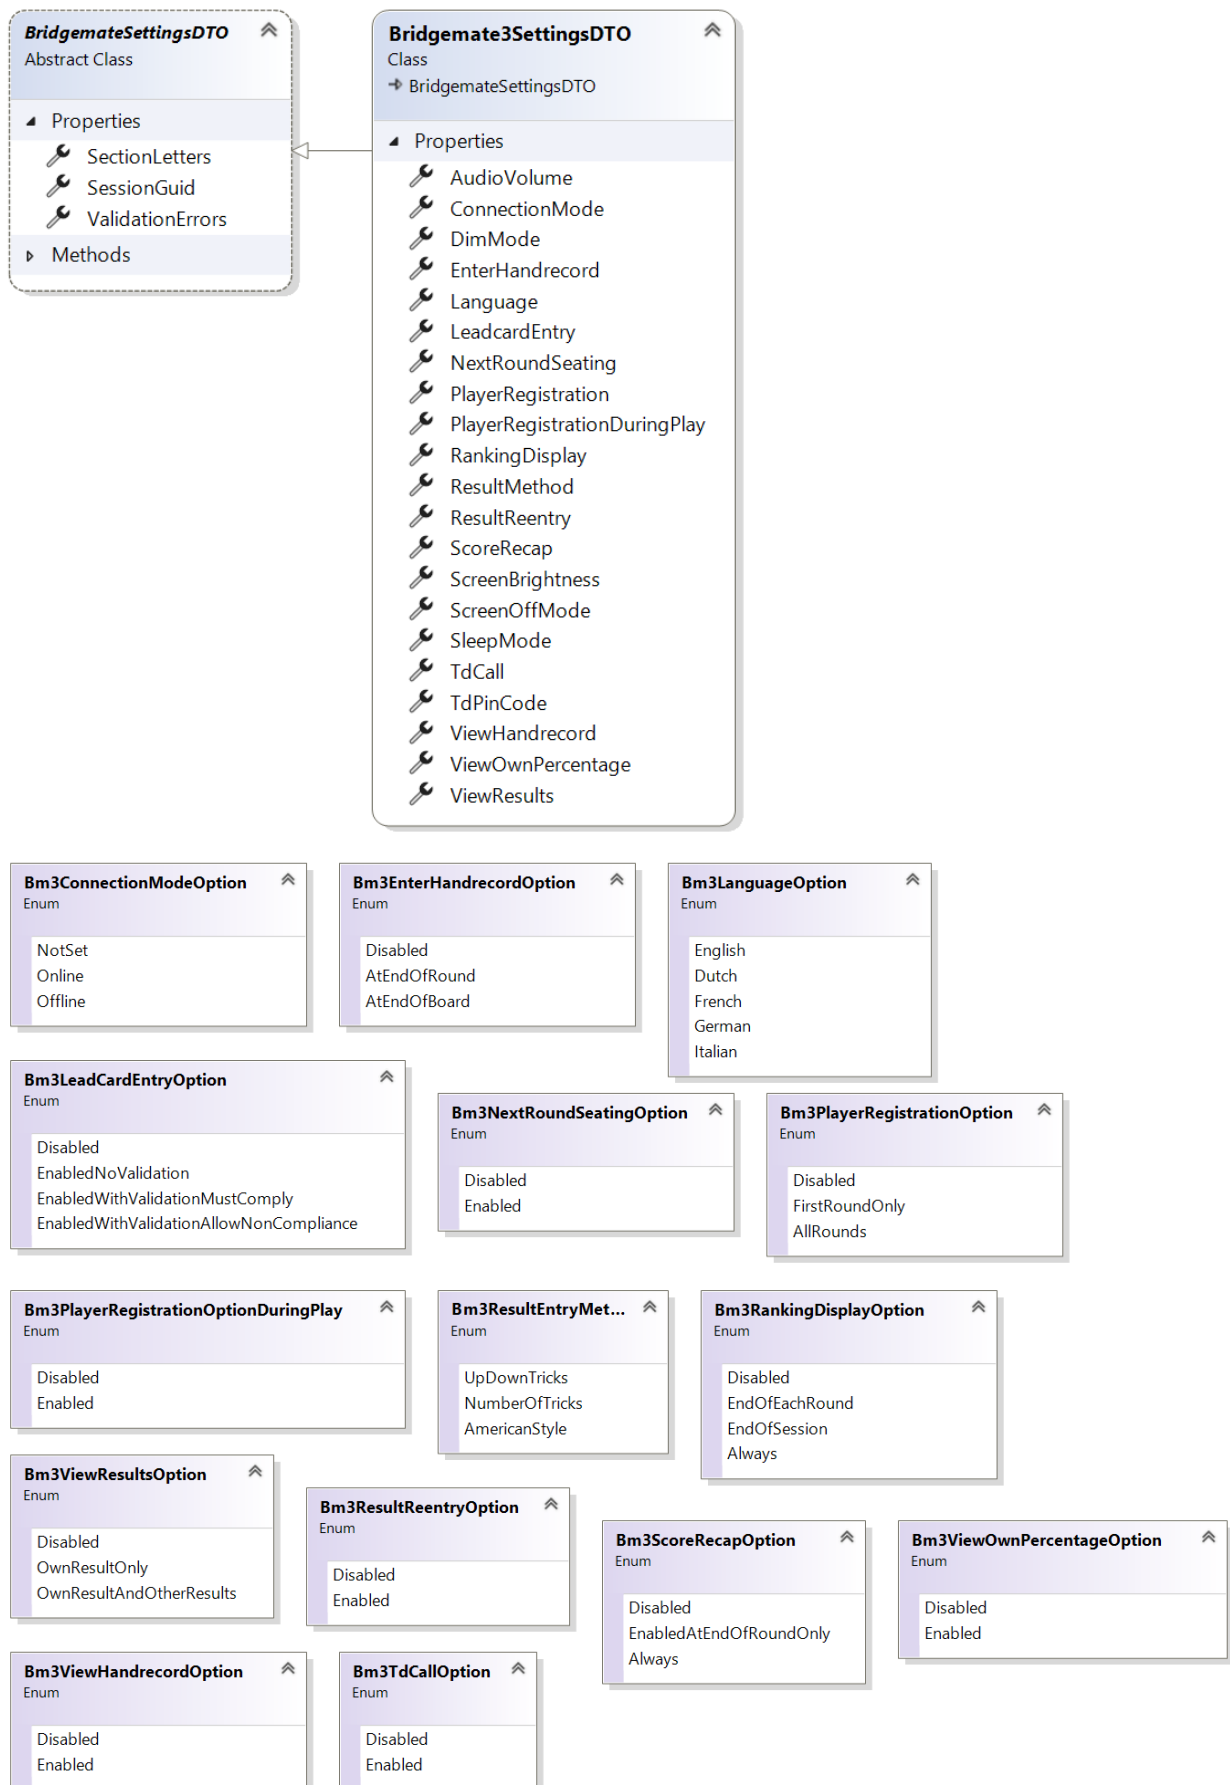 BridgemateSettingsDTO
Abstract Class
Properties
SectionLetters
SessionGuid
ValidationErrors
Methods
Bridgemate3SettingsDTO
Class
BridgemateSettingsDTO
Properties
AudioVolume
ConnectionMode
DimMode
EnterHandrecord
Language
LeadcardEntry
NextRoundSeating
PlayerRegistration
PlayerRegistrationDuringPlay
RankingDisplay
ResultMethod
ResultReentry
ScoreRecap
ScreenBrightness
ScreenOffMode
SleepMode
TdCall
TdPinCode
ViewHandrecord
ViewOwnPercentage
ViewResults
Bm3ConnectionModeOption
Enum
NotSet
Online
Offline
Bm3EnterHandrecordOption
Enum
Disabled
AtEndOfRound
AtEndOfBoard
Bm3LanguageOption
Enum
English
Dutch
French
German
Italian
Bm3LeadCardEntryOption
Enum
Disabled
EnabledNoValidation
EnabledWithValidationMustComply
EnabledWithValidationAllowNonCompliance
Bm3NextRoundSeatingOption
Enum
Disabled
Enabled
Bm3PlayerRegistrationOption
Enum
Disabled
FirstRoundOnly
AllRounds
Bm3PlayerRegistrationOptionDuringPlay
Enum
Disabled
Enabled
Bm3ResultEntryMet...
Enum
UpDownTricks
NumberOfTricks
AmericanStyle
Bm3RankingDisplayOption
Enum
Disabled
EndOfEachRound
EndOfSession
Always
Bm3ViewResultsOption
Enum
Disabled
OwnResultOnly
OwnResultAndOtherResults
Bm3ResultReentryOption
Enum
Disabled
Enabled
Bm3ScoreRecapOption
Enum
Disabled
EnabledAtEndOfRoundOnly
Always
Bm3ViewOwnPercentageOption
Enum
Disabled
Enabled
Bm3ViewHandrecordOption
Enum
Disabled
Enabled
Bm3TdCallOption
Enum
Disabled
Enabled